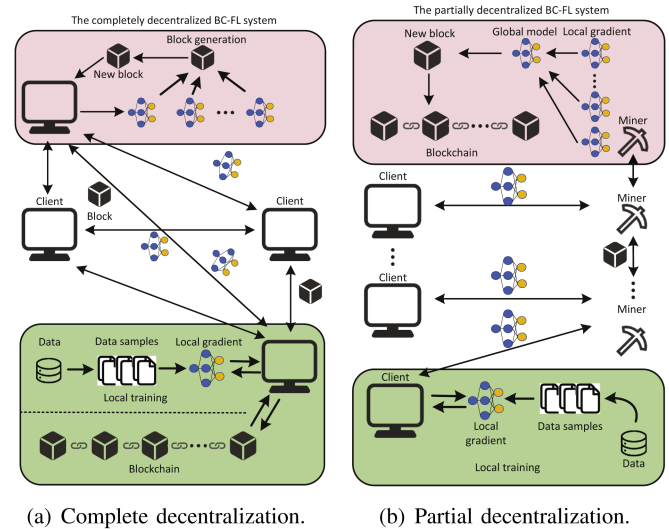 The completely decentralized BC-FL system
Block generation
New block
Client
Block
Client
Data
Data samples
Local gradient
Local training
Blockchain
(a) Complete decentralization.
The partially decentralized BC-FL system
New block
Global model
Local gradient
Blockchain
Miner
Client
Miner
Client
Miner
Client
Local
gradient
Data samples
Data
Local training
(b) Partial decentralization.